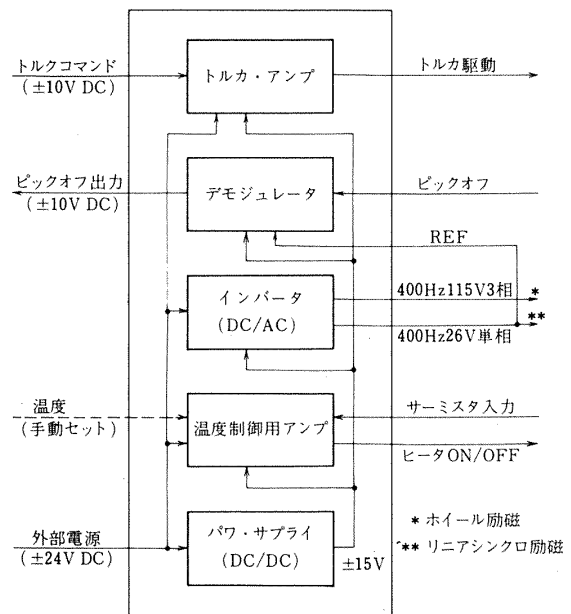 トルクコマンド
(±10V DC)
トルカ・アンプ
トルカ駆動
ピックオフ出力
(±10V DC)
デモジュレータ
ピックオフ
REF
インバータ
(DC/AC)
400Hz115V3相
*
400Hz26V単相
**
温度
(手動セット)
温度制御用アンプ
サーミスタ入力
ヒータON/OFF
外部電源
(±24V DC)
パワ・サプライ
(DC/DC)
±15V
* ホイール励磁
** リニアシンクロ励磁